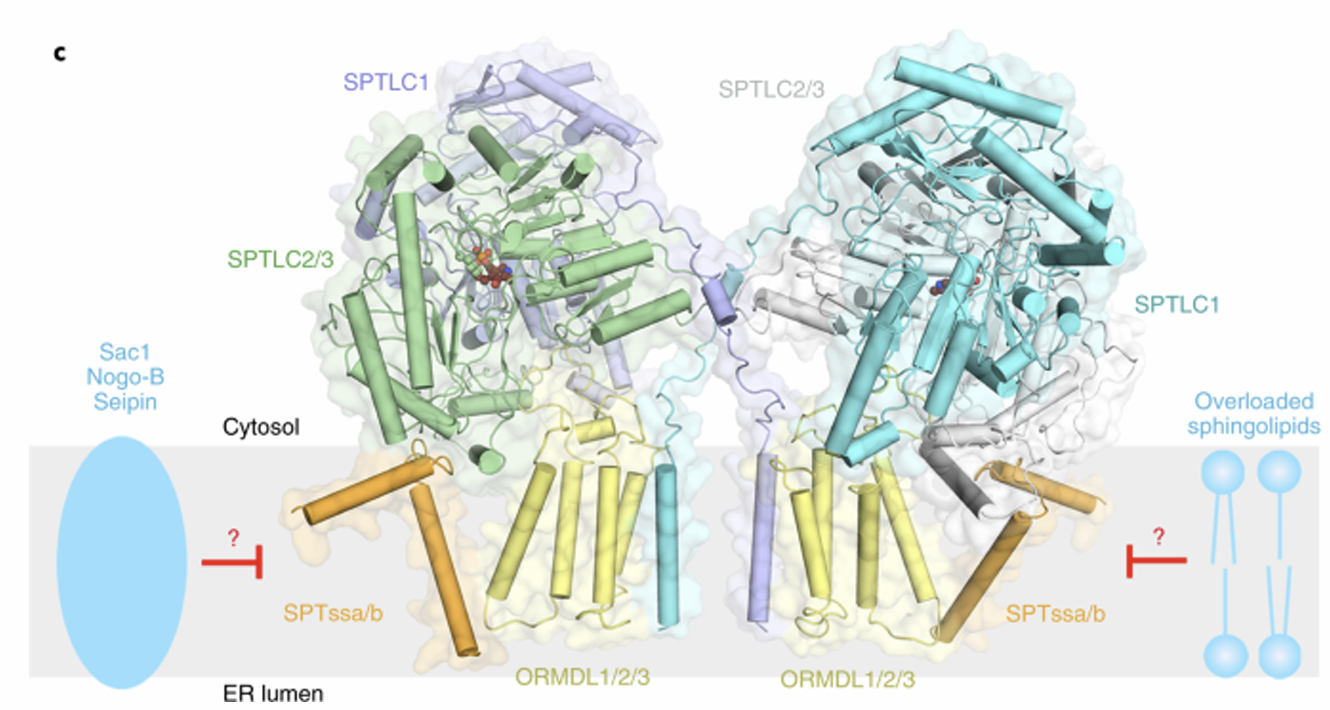 c
SPTLC1
SPTLC2/3
SPTLC2/3
SPTLC1
Sac1
Nogo-B
Seipin
Cytosol
Overloaded
sphingolipids
?
?
SPTssa/b
SPTssa/b
ORMDL1/2/3
ORMDL1/2/3
ER lumen